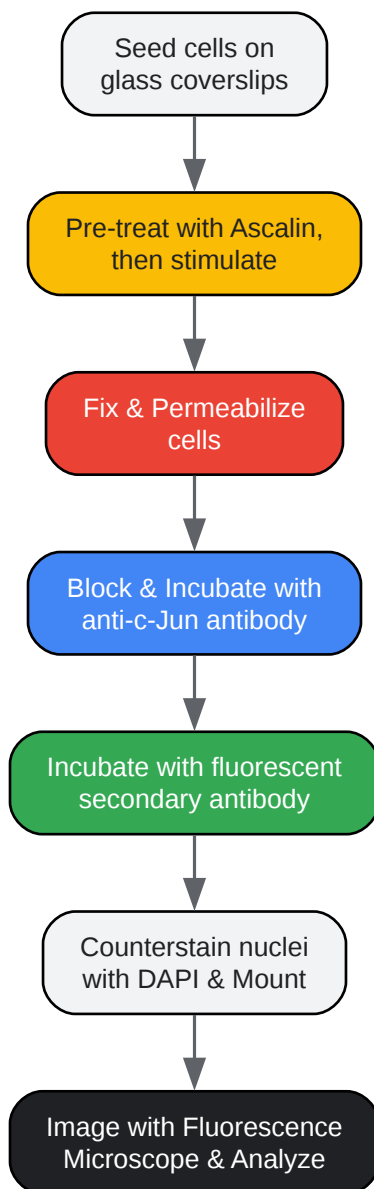 Seed cells on
glass coverslips
Pre-treat with Ascalin,
then stimulate
Fix & Permeabilize
cells
Block & Incubate with
anti-c-Jun antibody
Incubate with fluorescent
secondary antibody
Counterstain nuclei
with DAPI & Mount
Image with Fluorescence
Microscope & Analyze